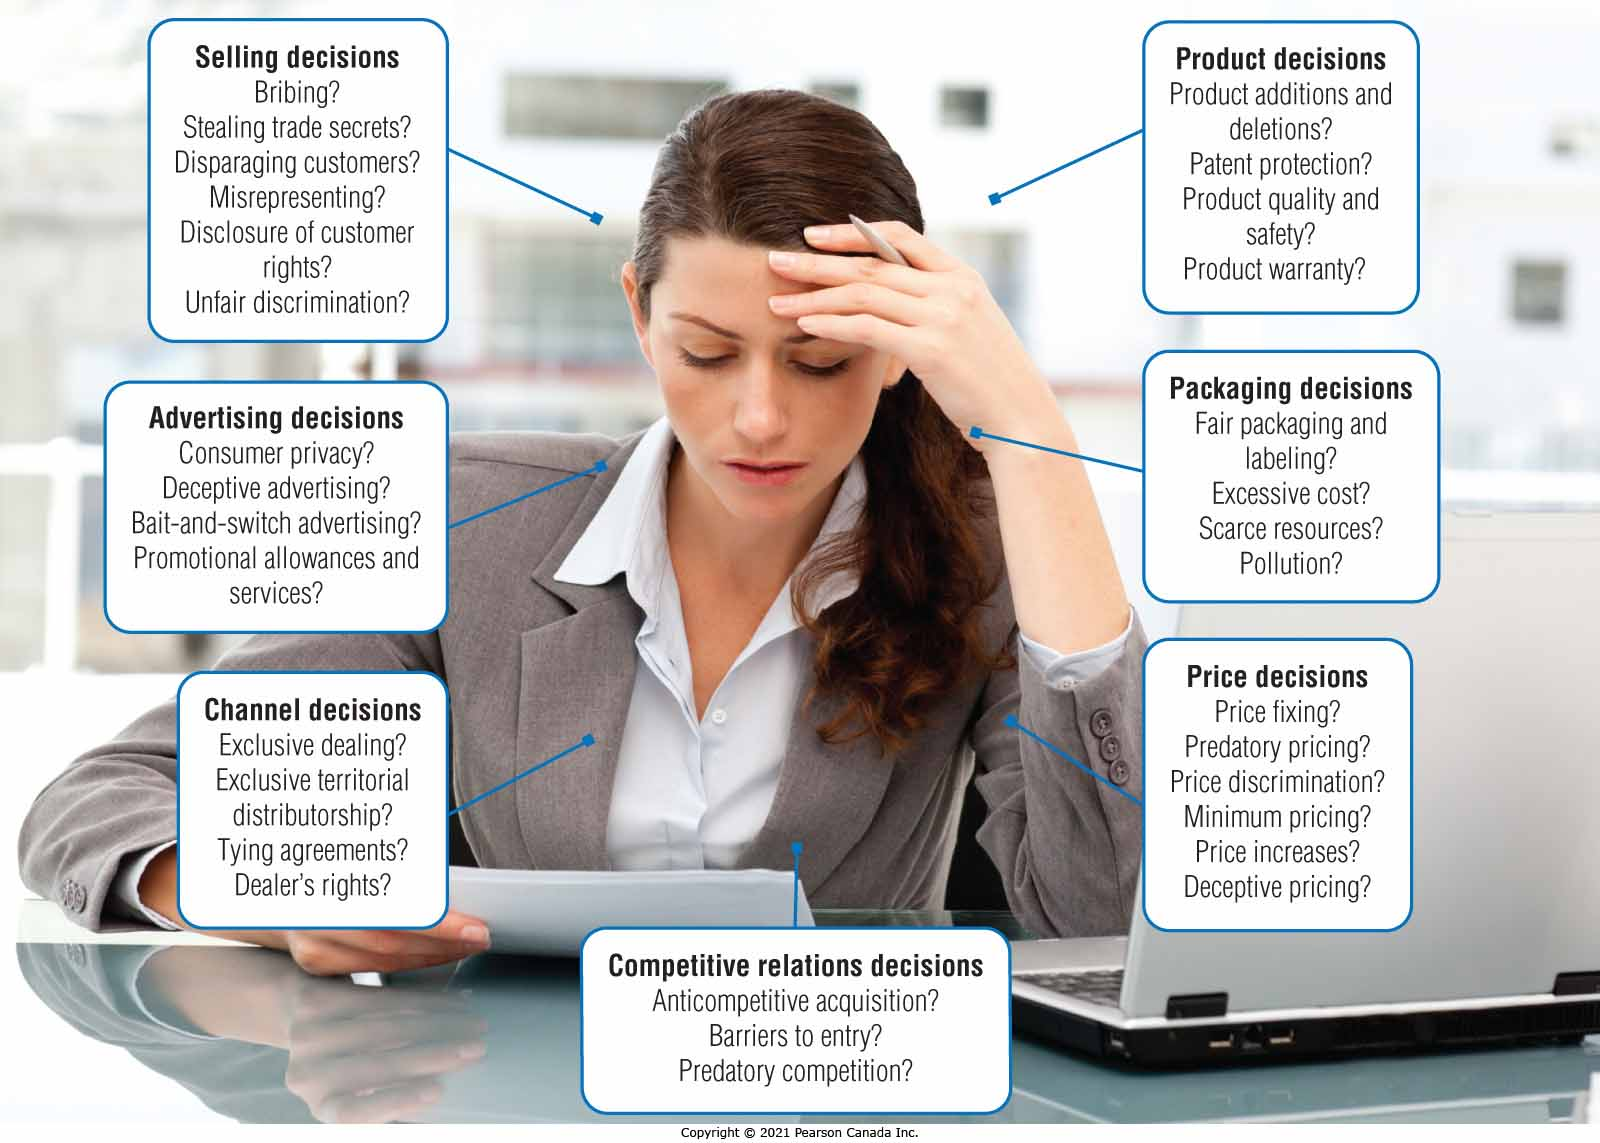 Selling decisions
Bribing?
Stealing trade secrets?
Disparaging customers?
Misrepresenting?
Disclosure of customer
rights?
Unfair discrimination?
Advertising decisions
Consumer privacy?
Deceptive advertising?
Bait-and-switch advertising?
Promotional allowances and
services?
Channel decisions
Exclusive dealing?
Exclusive territorial
distributorship?
Tying agreements?
Dealer's rights?
Competitive relations decisions
Anticompetitive acquisition?
Barriers to entry?
Predatory competition?
Product decisions
Product additions and
deletions?
Patent protection?
Product quality and
safety?
Product warranty?
Packaging decisions
Fair packaging and
labeling?
Excessive cost?
Scarce resources?
Pollution?
Price decisions
Price fixing?
Predatory pricing?
Price discrimination?
Minimum pricing?
Price increases?
Deceptive pricing?
Copyright © 2021 Pearson Canada Inc.